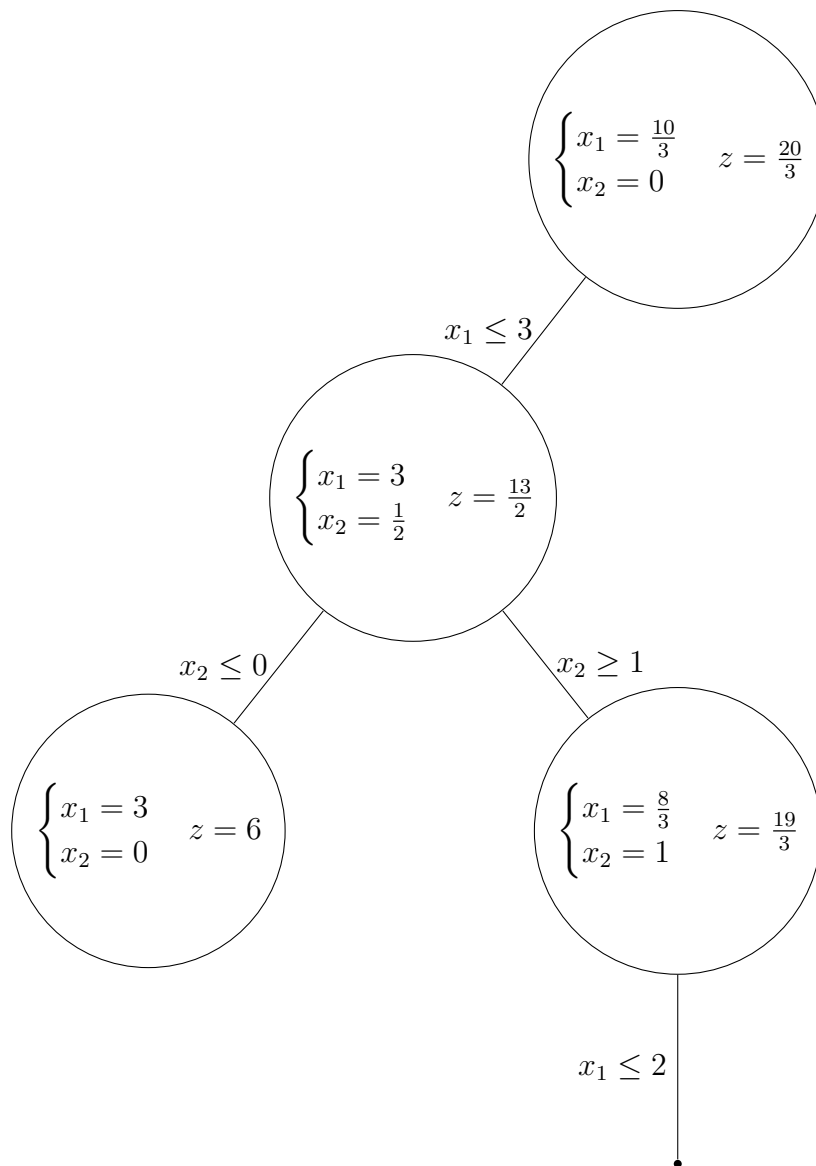 {x₁ = 10/3
x₂ = 0
z = 20/3
x₁ ≤ 3
{x₁ = 3
x₂ = 1/2
z = 13/2
x₂ ≤ 0
x₂ ≥ 1
{x₁ = 3
x₂ = 0
z = 6
{x₁ = 8/3
x₂ = 1
z = 19/3
x₁ ≤ 2